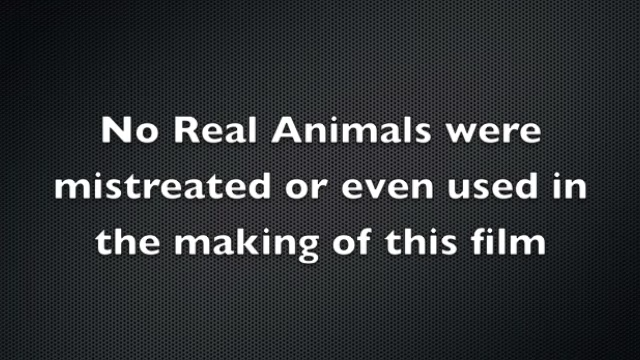 No Real Animals were
mistreated or even used in
the making of this film